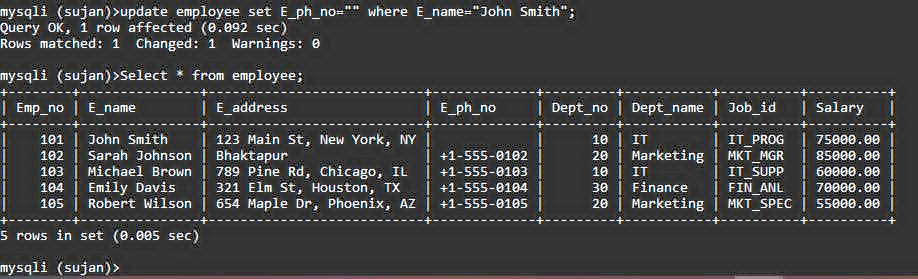 mysqli (sujan)>update employee set E_ph_no="" where E_name="John Smith";
Query OK, 1 row affected (0.092 sec)
Rows matched: 1  Changed: 1  Warnings: 0
mysqli (sujan)>Select * from employee;
+--------+----------------+---------------------------+-------------+---------+-----------+----------+----------+
| Emp_no | E_name         | E_address                 | E_ph_no     | Dept_no | Dept_name | Job_id   | Salary   |
+--------+----------------+---------------------------+-------------+---------+-----------+----------+----------+
|    101 | John Smith     | 123 Main St, New York, NY |             |      10 | IT        | IT_PROG  | 75000.00 |
|    102 | Sarah Johnson  | Bhaktapur                 | +1-555-0102 |      20 | Marketing | MKT_MGR  | 85000.00 |
|    103 | Michael Brown  | 789 Pine Rd, Chicago, IL  | +1-555-0103 |      10 | IT        | IT_SUPP  | 60000.00 |
|    104 | Emily Davis    | 321 Elm St, Houston, TX   | +1-555-0104 |      30 | Finance   | FIN_ANL  | 70000.00 |
|    105 | Robert Wilson  | 654 Maple Dr, Phoenix, AZ | +1-555-0105 |      20 | Marketing | MKT_SPEC | 55000.00 |
+--------+----------------+---------------------------+-------------+---------+-----------+----------+----------+
5 rows in set (0.005 sec)
mysqli (sujan)>